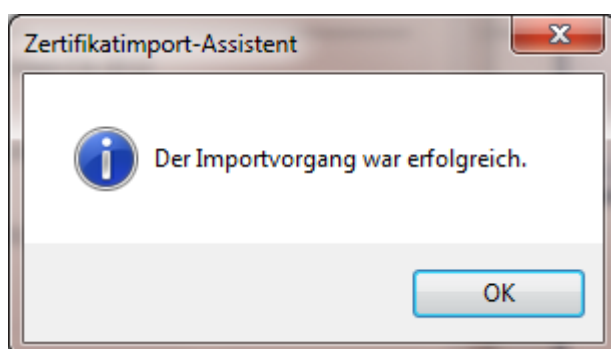 Zertifikatimport-Assistent
Der Importvorgang war erfolgreich.
OK